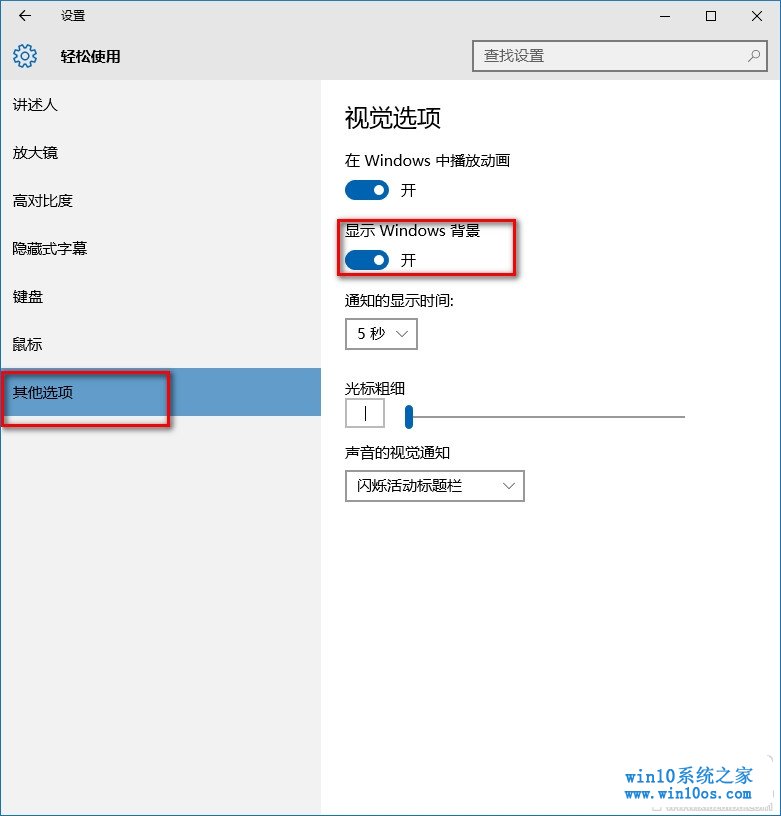 设置
轻松使用
查找设置
讲述人
放大镜
高对比度
隐藏式字幕
键盘
鼠标
其他选项
视觉选项
在 Windows 中播放动画
开
显示 Windows 背景
开
通知的显示时间:
5 秒
光标粗细
声音的视觉通知
闪烁活动标题栏
win10系统之家
www.win10os.com